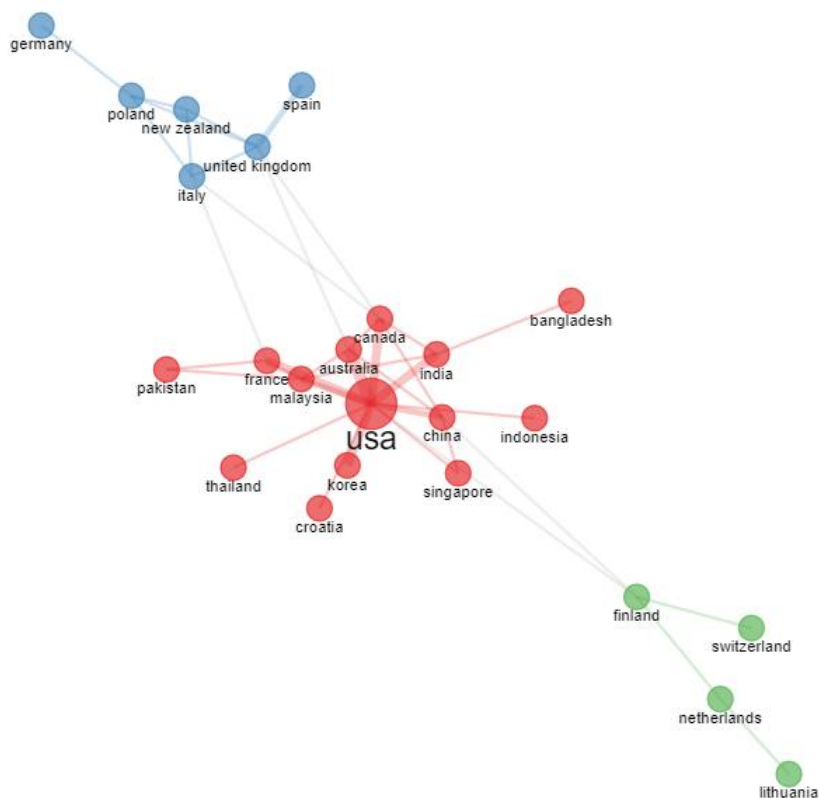 germany
poland
new zealand
spain
united kingdom
italy
bangladesh
canada
australia
india
france
pakistan
malaysia
usa
china
indonesia
thailand
korea
singapore
croatia
finland
switzerland
netherlands
lithuania